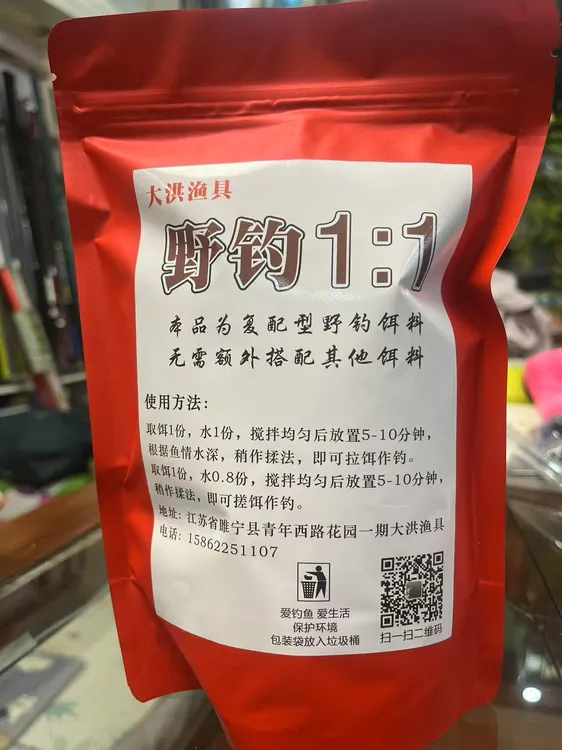 大洪渔具
野钓1:1
本品为复配型野钓饵料
无需额外搭配其他饵料
使用方法：
取饵1份，水1份，搅拌均匀后放置5-10分钟，
根据鱼情水深，稍作揉法，即可拉饵作钓。
取饵1份，水0.8份，搅拌均匀后放置5-10分钟，
稍作揉法，即可搓饵作钓。
地址：江苏省睢宁县青年西路花园一期大洪渔具
电话：15862251107
爱钓鱼 爱生活
保护环境
包装袋放入垃圾桶
扫一扫二维码